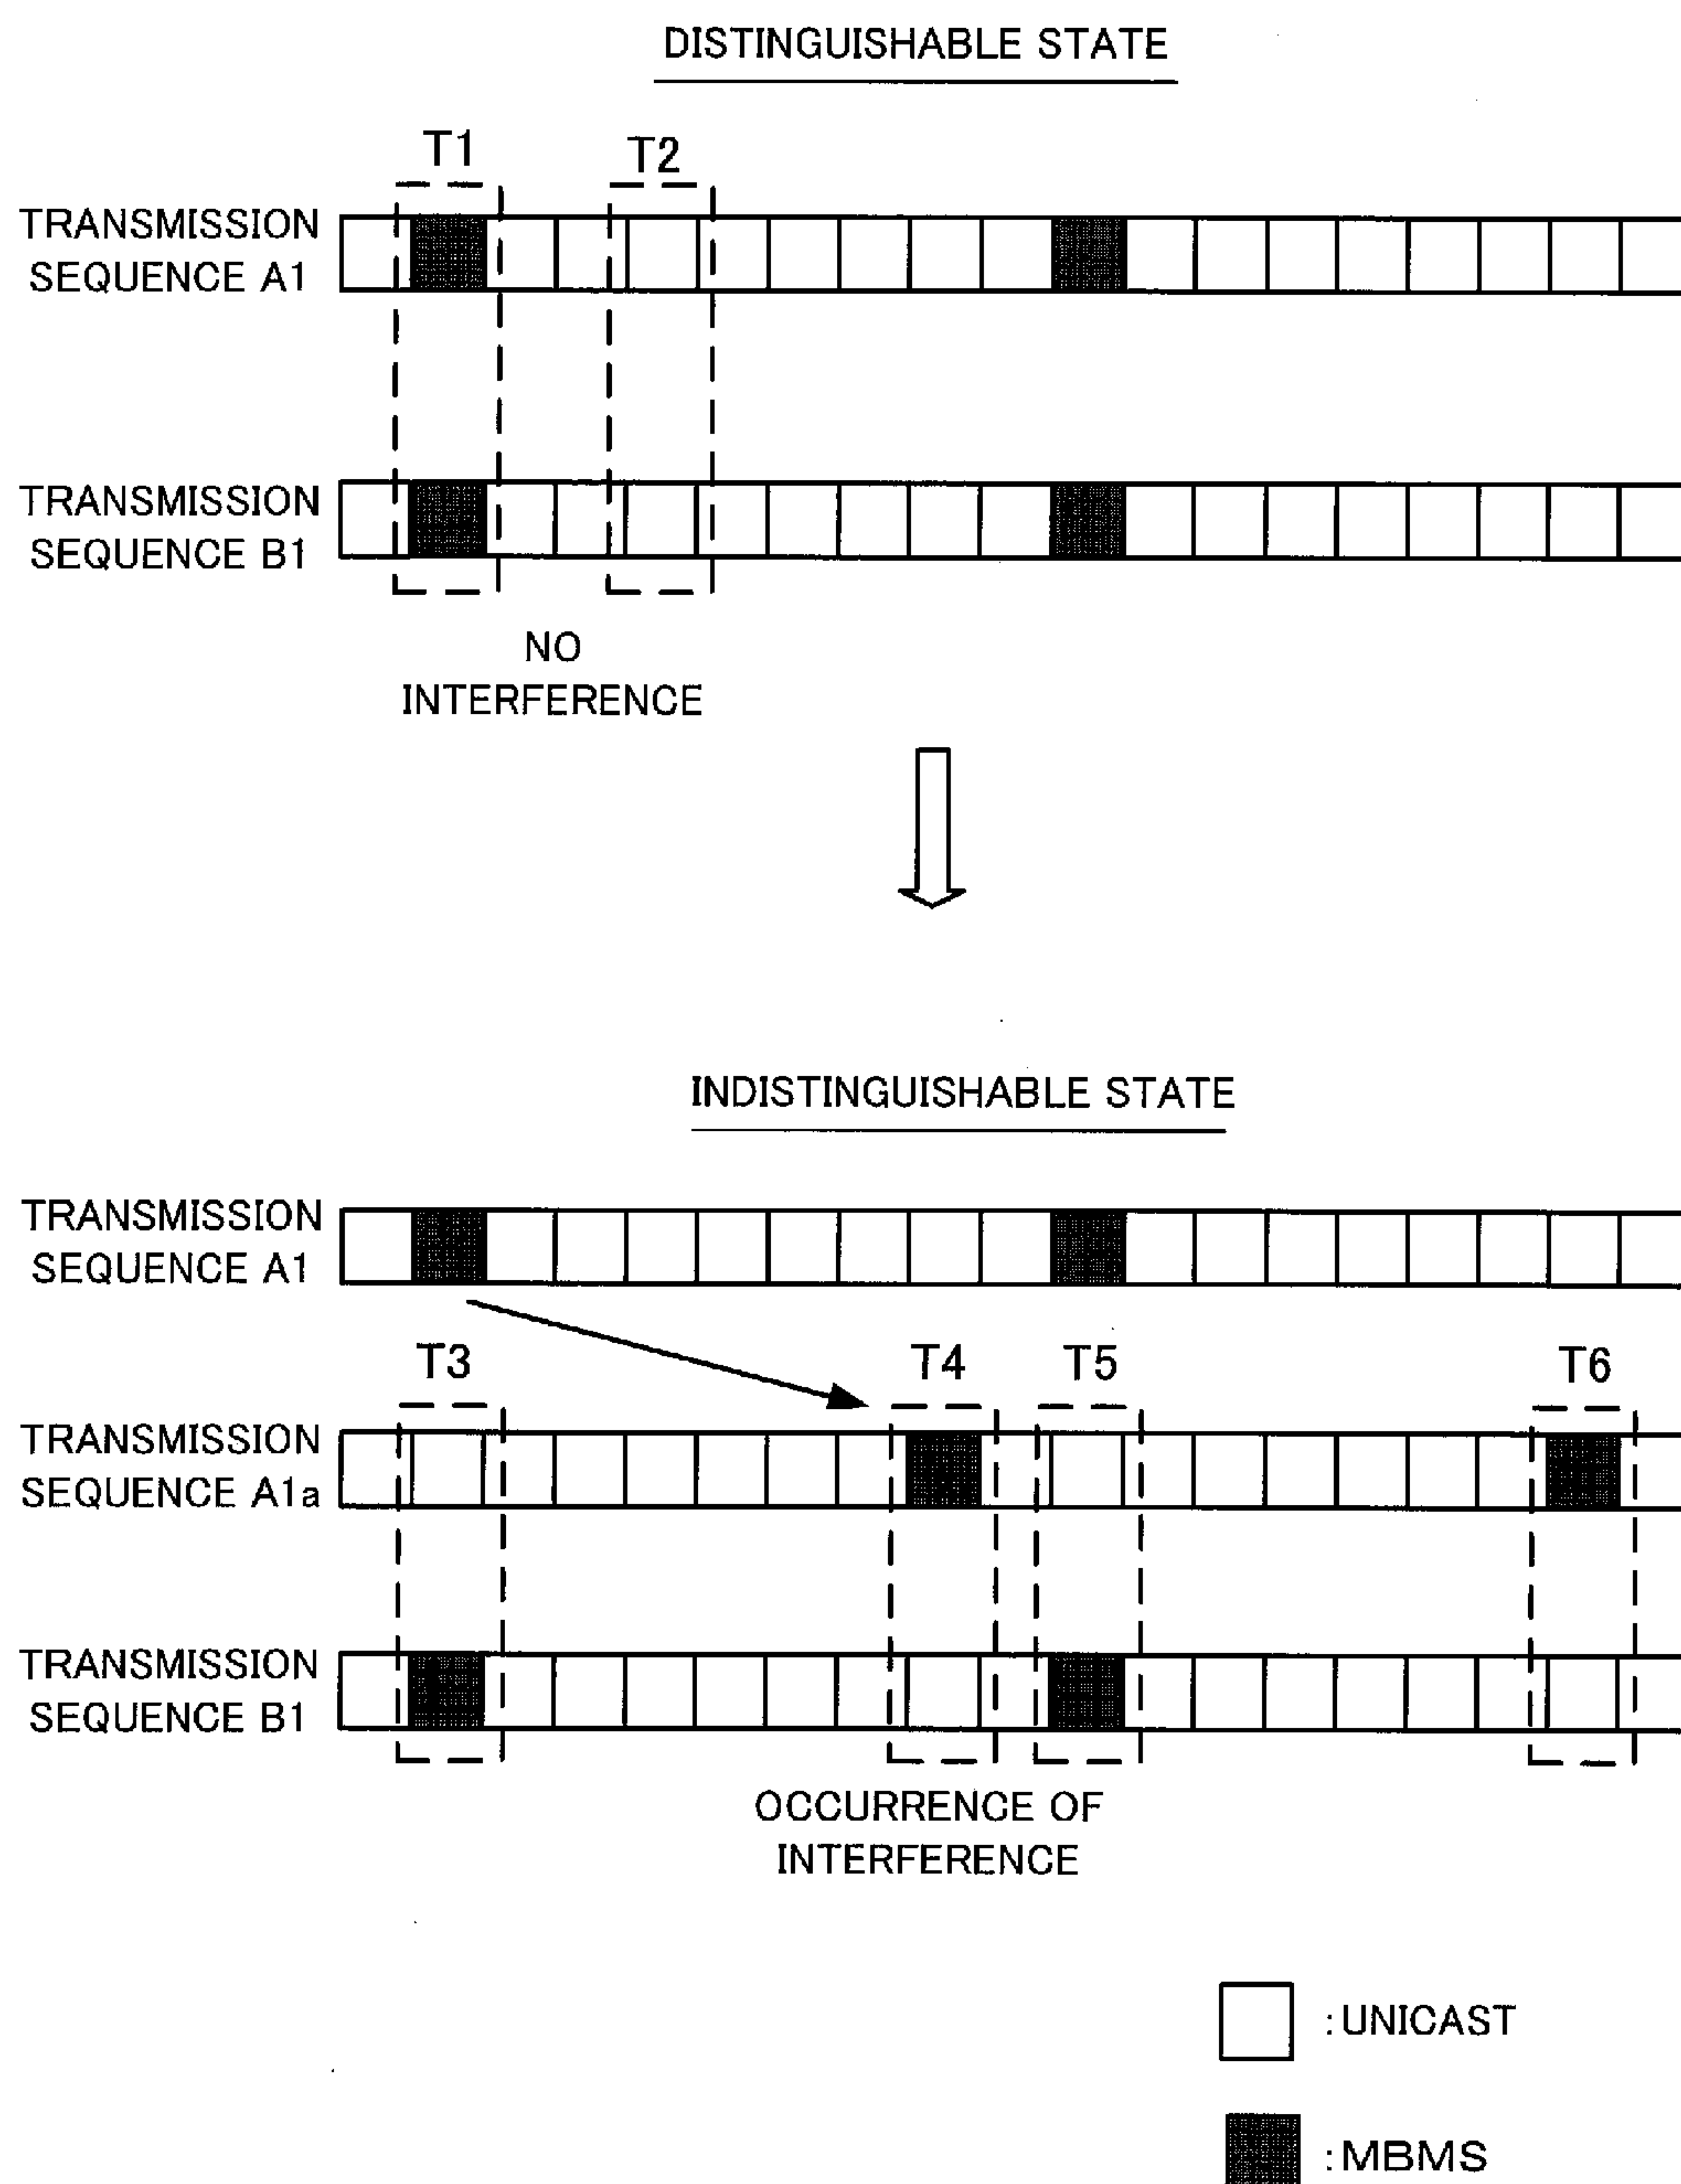 DISTINGUISHABLE STATE
T1
T2
TRANSMISSION
SEQUENCE A1
TRANSMISSION
SEQUENCE B1
NO
INTERFERENCE
INDISTINGUISHABLE STATE
TRANSMISSION
SEQUENCE A1
T3
T4
T5
T6
TRANSMISSION
SEQUENCE A1a
TRANSMISSION
SEQUENCE B1
OCCURRENCE OF
INTERFERENCE
:UNICAST
:MBMS